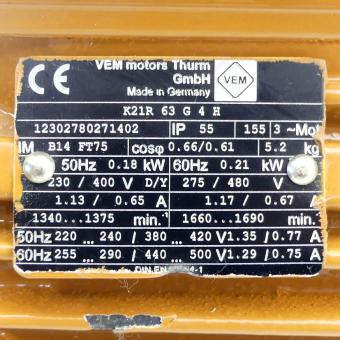 VEM motors Thurm
GmbH
Made in Germany
CE
VEM
K21R 63 G 4 H
12302780271402 IP 55 155 3 ~Mot
IM B14 FT75 cosφ 0.66/0.61 5.2 kg
50Hz 0.18 kW 60Hz 0.21 kW
230 / 400 V D/Y 275 / 480 V
1.13 / 0.65 A 1.17 / 0.67 A
1340...1375 min.⁻¹ 1660...1690 min.⁻¹
50Hz 220 ... 240 / 380 ... 420 V 1.35 / 0.77 A
60Hz 255 ... 290 / 440 ... 500 V 1.29 / 0.75 A
DIN EN